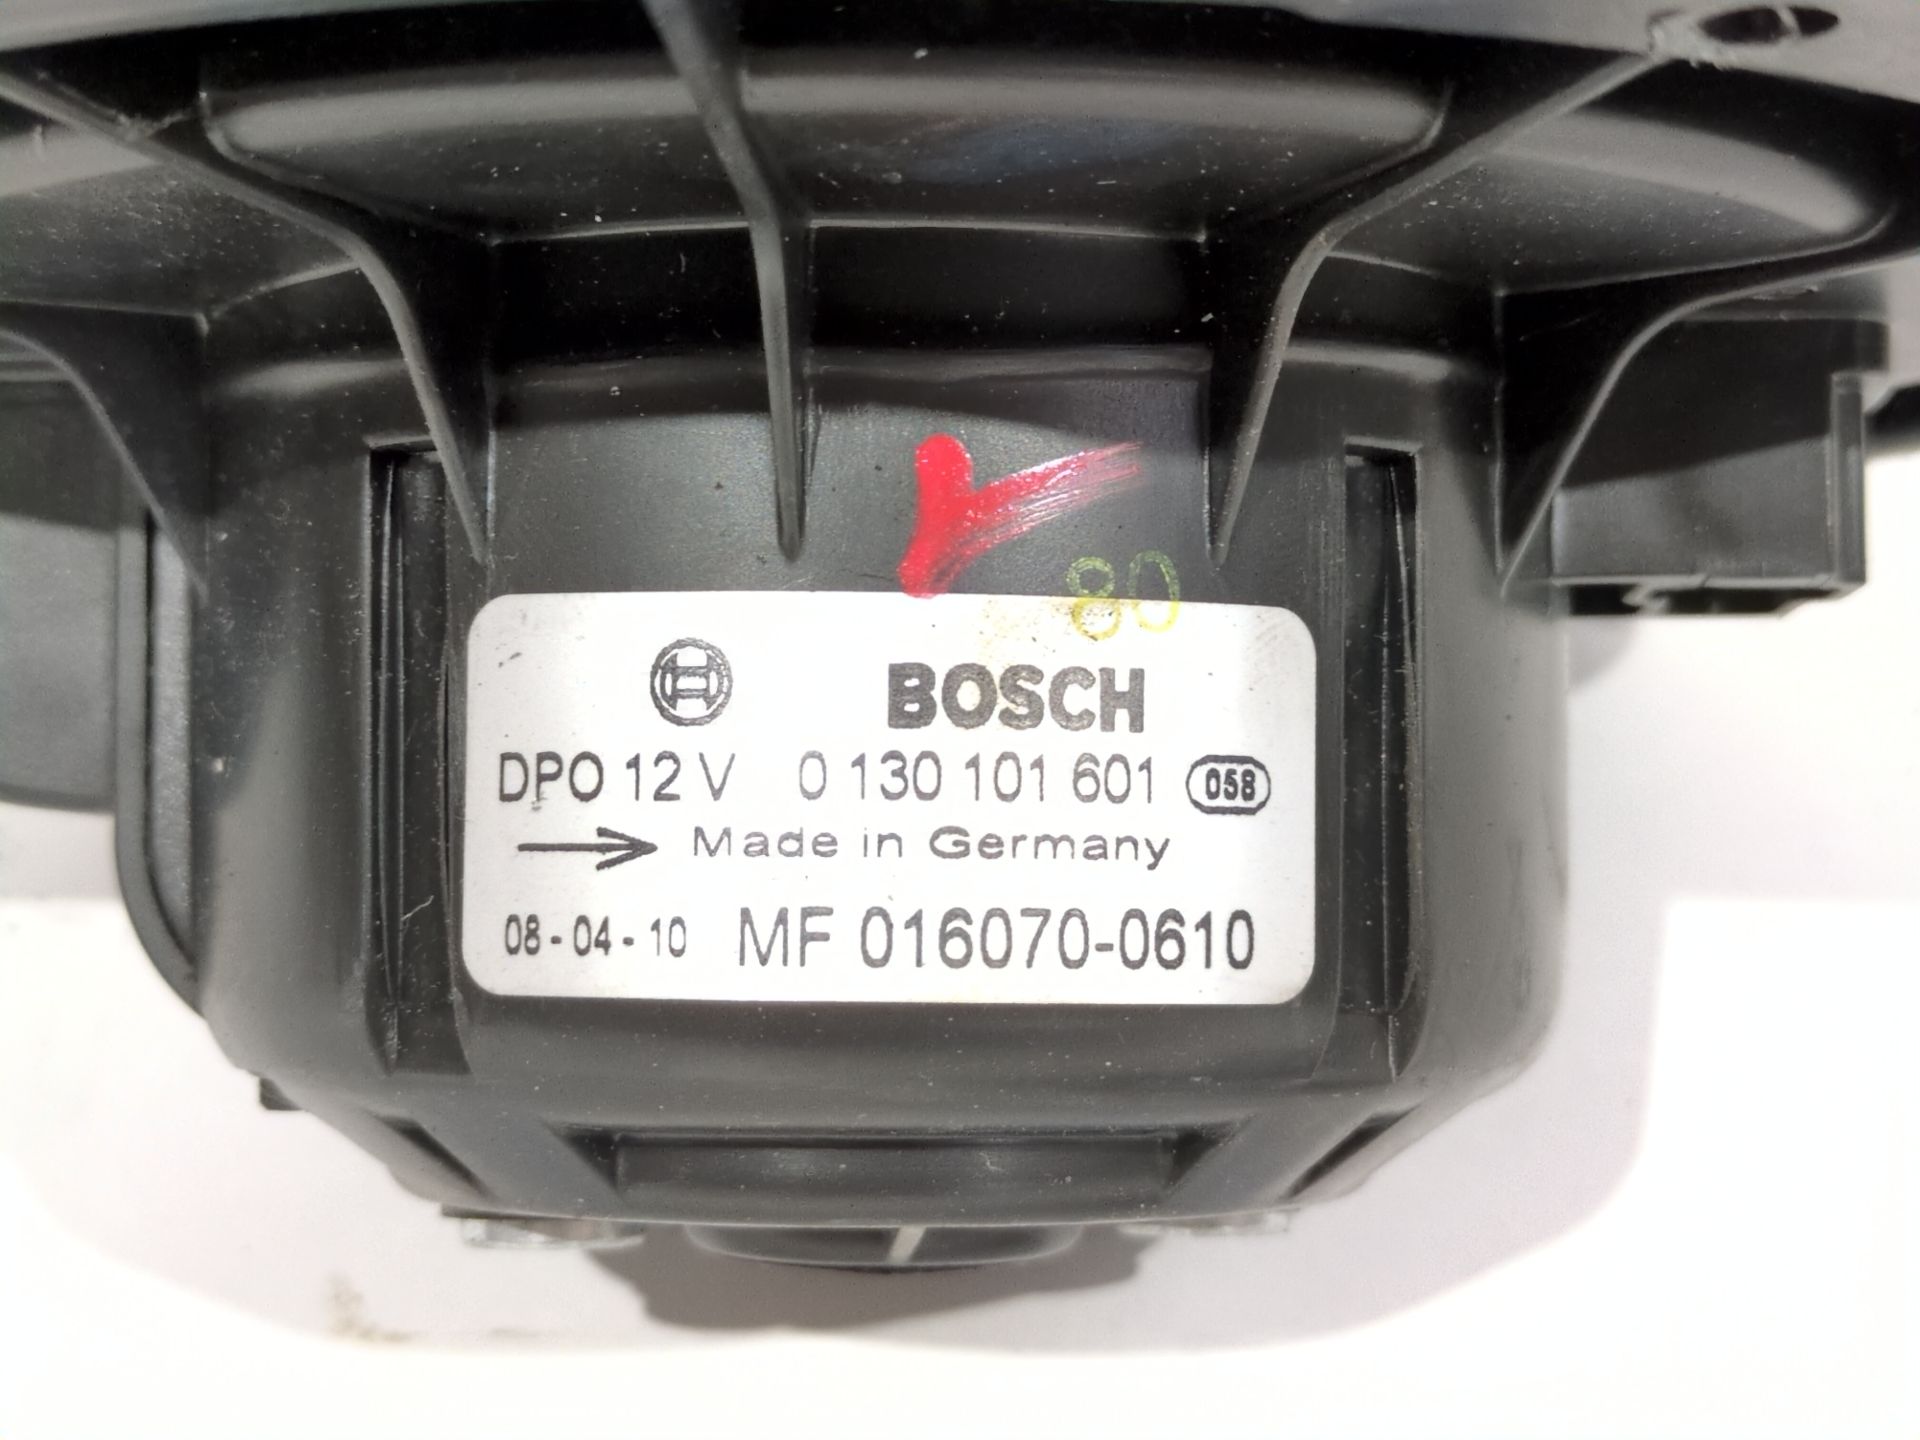 80
BOSCH
DPO 12 V 0 130 101 601 058
Made in Germany
08-04-10 MF 016070-0610